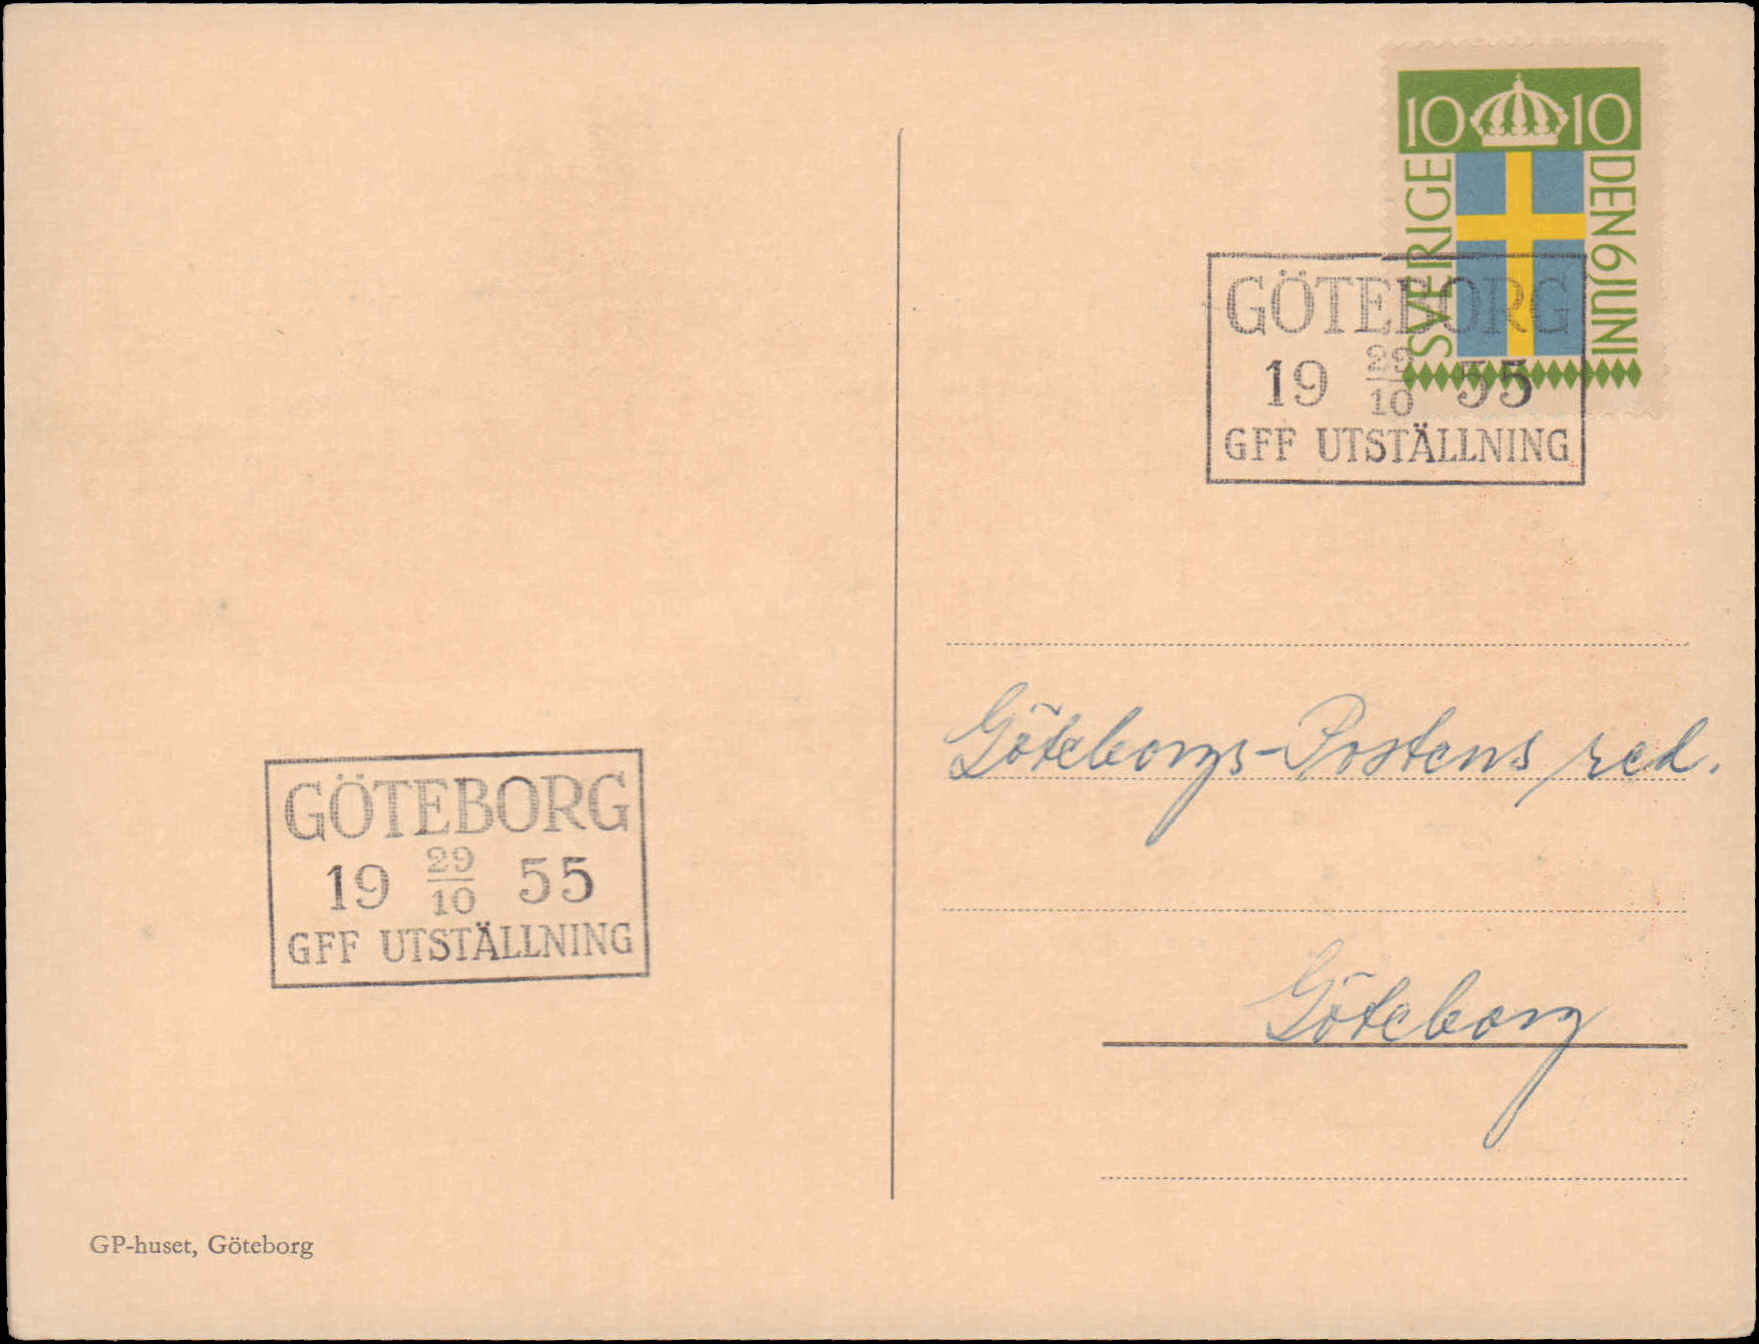 10 10
SVERIGE
DEN 6 JUNI
GÖTEBORG
19 29/10 55
GFF UTSTÄLLNING
Göteborgs-Postens red.
GÖTEBORG
19 29/10 55
GFF UTSTÄLLNING
Göteborg
GP-huset, Göteborg